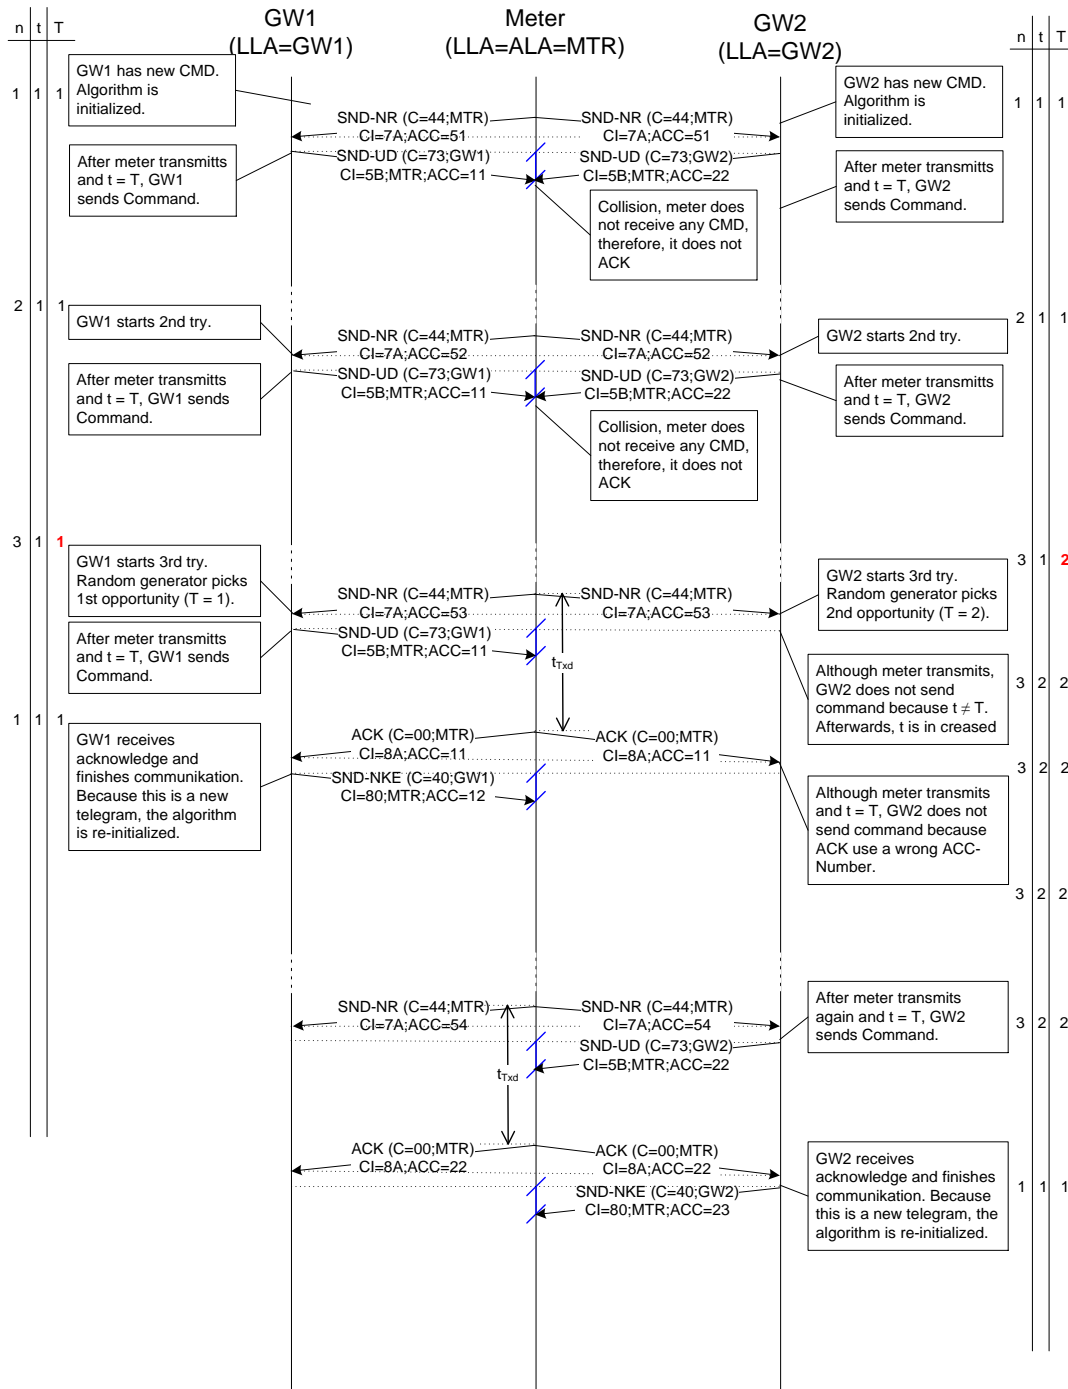 GW1
(LLA=GW1)
Meter
(LLA=ALA=MTR)
GW2
(LLA=GW2)
n t T
n t T
GW1 has new CMD.
Algorithm is
initialized.
GW2 has new CMD.
Algorithm is
initialized.
1 1 1
1 1 1
SND-NR (C=44;MTR)
CI=7A;ACC=51
SND-NR (C=44;MTR)
CI=7A;ACC=51
After meter transmitts
and t = T, GW1
sends Command.
SND-UD (C=73;GW1)
CI=5B;MTR;ACC=11
SND-UD (C=73;GW2)
CI=5B;MTR;ACC=22
After meter transmitts
and t = T, GW2
sends Command.
Collision, meter does
not receive any CMD,
therefore, it does not
ACK
2 1 1
2 1 1
GW1 starts 2nd try.
GW2 starts 2nd try.
SND-NR (C=44;MTR)
CI=7A;ACC=52
SND-NR (C=44;MTR)
CI=7A;ACC=52
After meter transmitts
and t = T, GW1 sends
Command.
SND-UD (C=73;GW1)
CI=5B;MTR;ACC=11
SND-UD (C=73;GW2)
CI=5B;MTR;ACC=22
After meter transmitts
and t = T, GW2
sends Command.
Collision, meter does
not receive any CMD,
therefore, it does not
ACK
3 1 1
3 1 2
GW1 starts 3rd try.
Random generator picks
1st opportunity (T = 1).
GW2 starts 3rd try.
Random generator picks
2nd opportunity (T = 2).
SND-NR (C=44;MTR)
CI=7A;ACC=53
SND-NR (C=44;MTR)
CI=7A;ACC=53
After meter transmitts
and t = T, GW1 sends
Command.
SND-UD (C=73;GW1)
CI=5B;MTR;ACC=11
tTxd
Although meter transmits,
GW2 does not send
command because t ≠ T.
Afterwards, t is in creased
3 2 2
1 1 1
GW1 receives
acknowledge and
finishes communikation.
Because this is a new
telegram, the algorithm
is re-initialized.
ACK (C=00;MTR)
CI=8A;ACC=11
ACK (C=00;MTR)
CI=8A;ACC=11
3 2 2
SND-NKE (C=40;GW1)
CI=80;MTR;ACC=12
Although meter transmits
and t = T, GW2 does not
send command because
ACK use a wrong ACC-
Number.
3 2 2
SND-NR (C=44;MTR)
CI=7A;ACC=54
SND-NR (C=44;MTR)
CI=7A;ACC=54
After meter transmits
again and t = T, GW2
sends Command.
3 2 2
SND-UD (C=73;GW2)
CI=5B;MTR;ACC=22
tTxd
ACK (C=00;MTR)
CI=8A;ACC=22
ACK (C=00;MTR)
CI=8A;ACC=22
GW2 receives
acknowledge and finishes
communikation. Because
this is a new telegram, the
algorithm is re-initialized.
1 1 1
SND-NKE (C=40;GW2)
CI=80;MTR;ACC=23